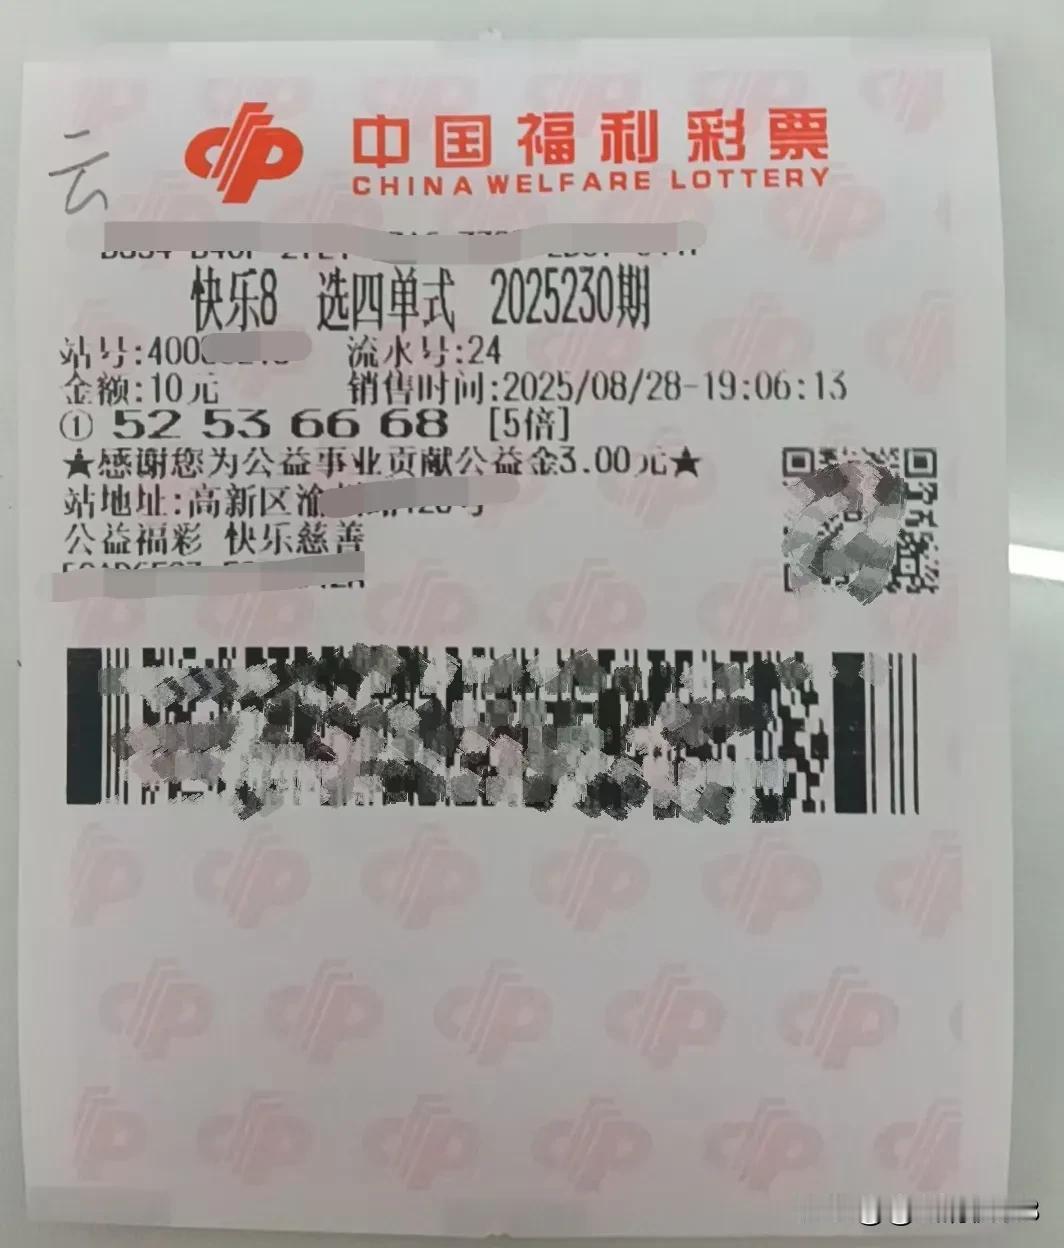 云
中国福利彩票
CHINA WELFARE LOTTERY
快乐8 选四单式 2025230期
站号:400 流水号:24
金额:10元 销售时间:2025/08/28-19:06:13
① 52 53 66 68 [5倍]
★感谢您为公益事业贡献公益金3.00元★
站地址:高新区渝
公益福彩 快乐慈善